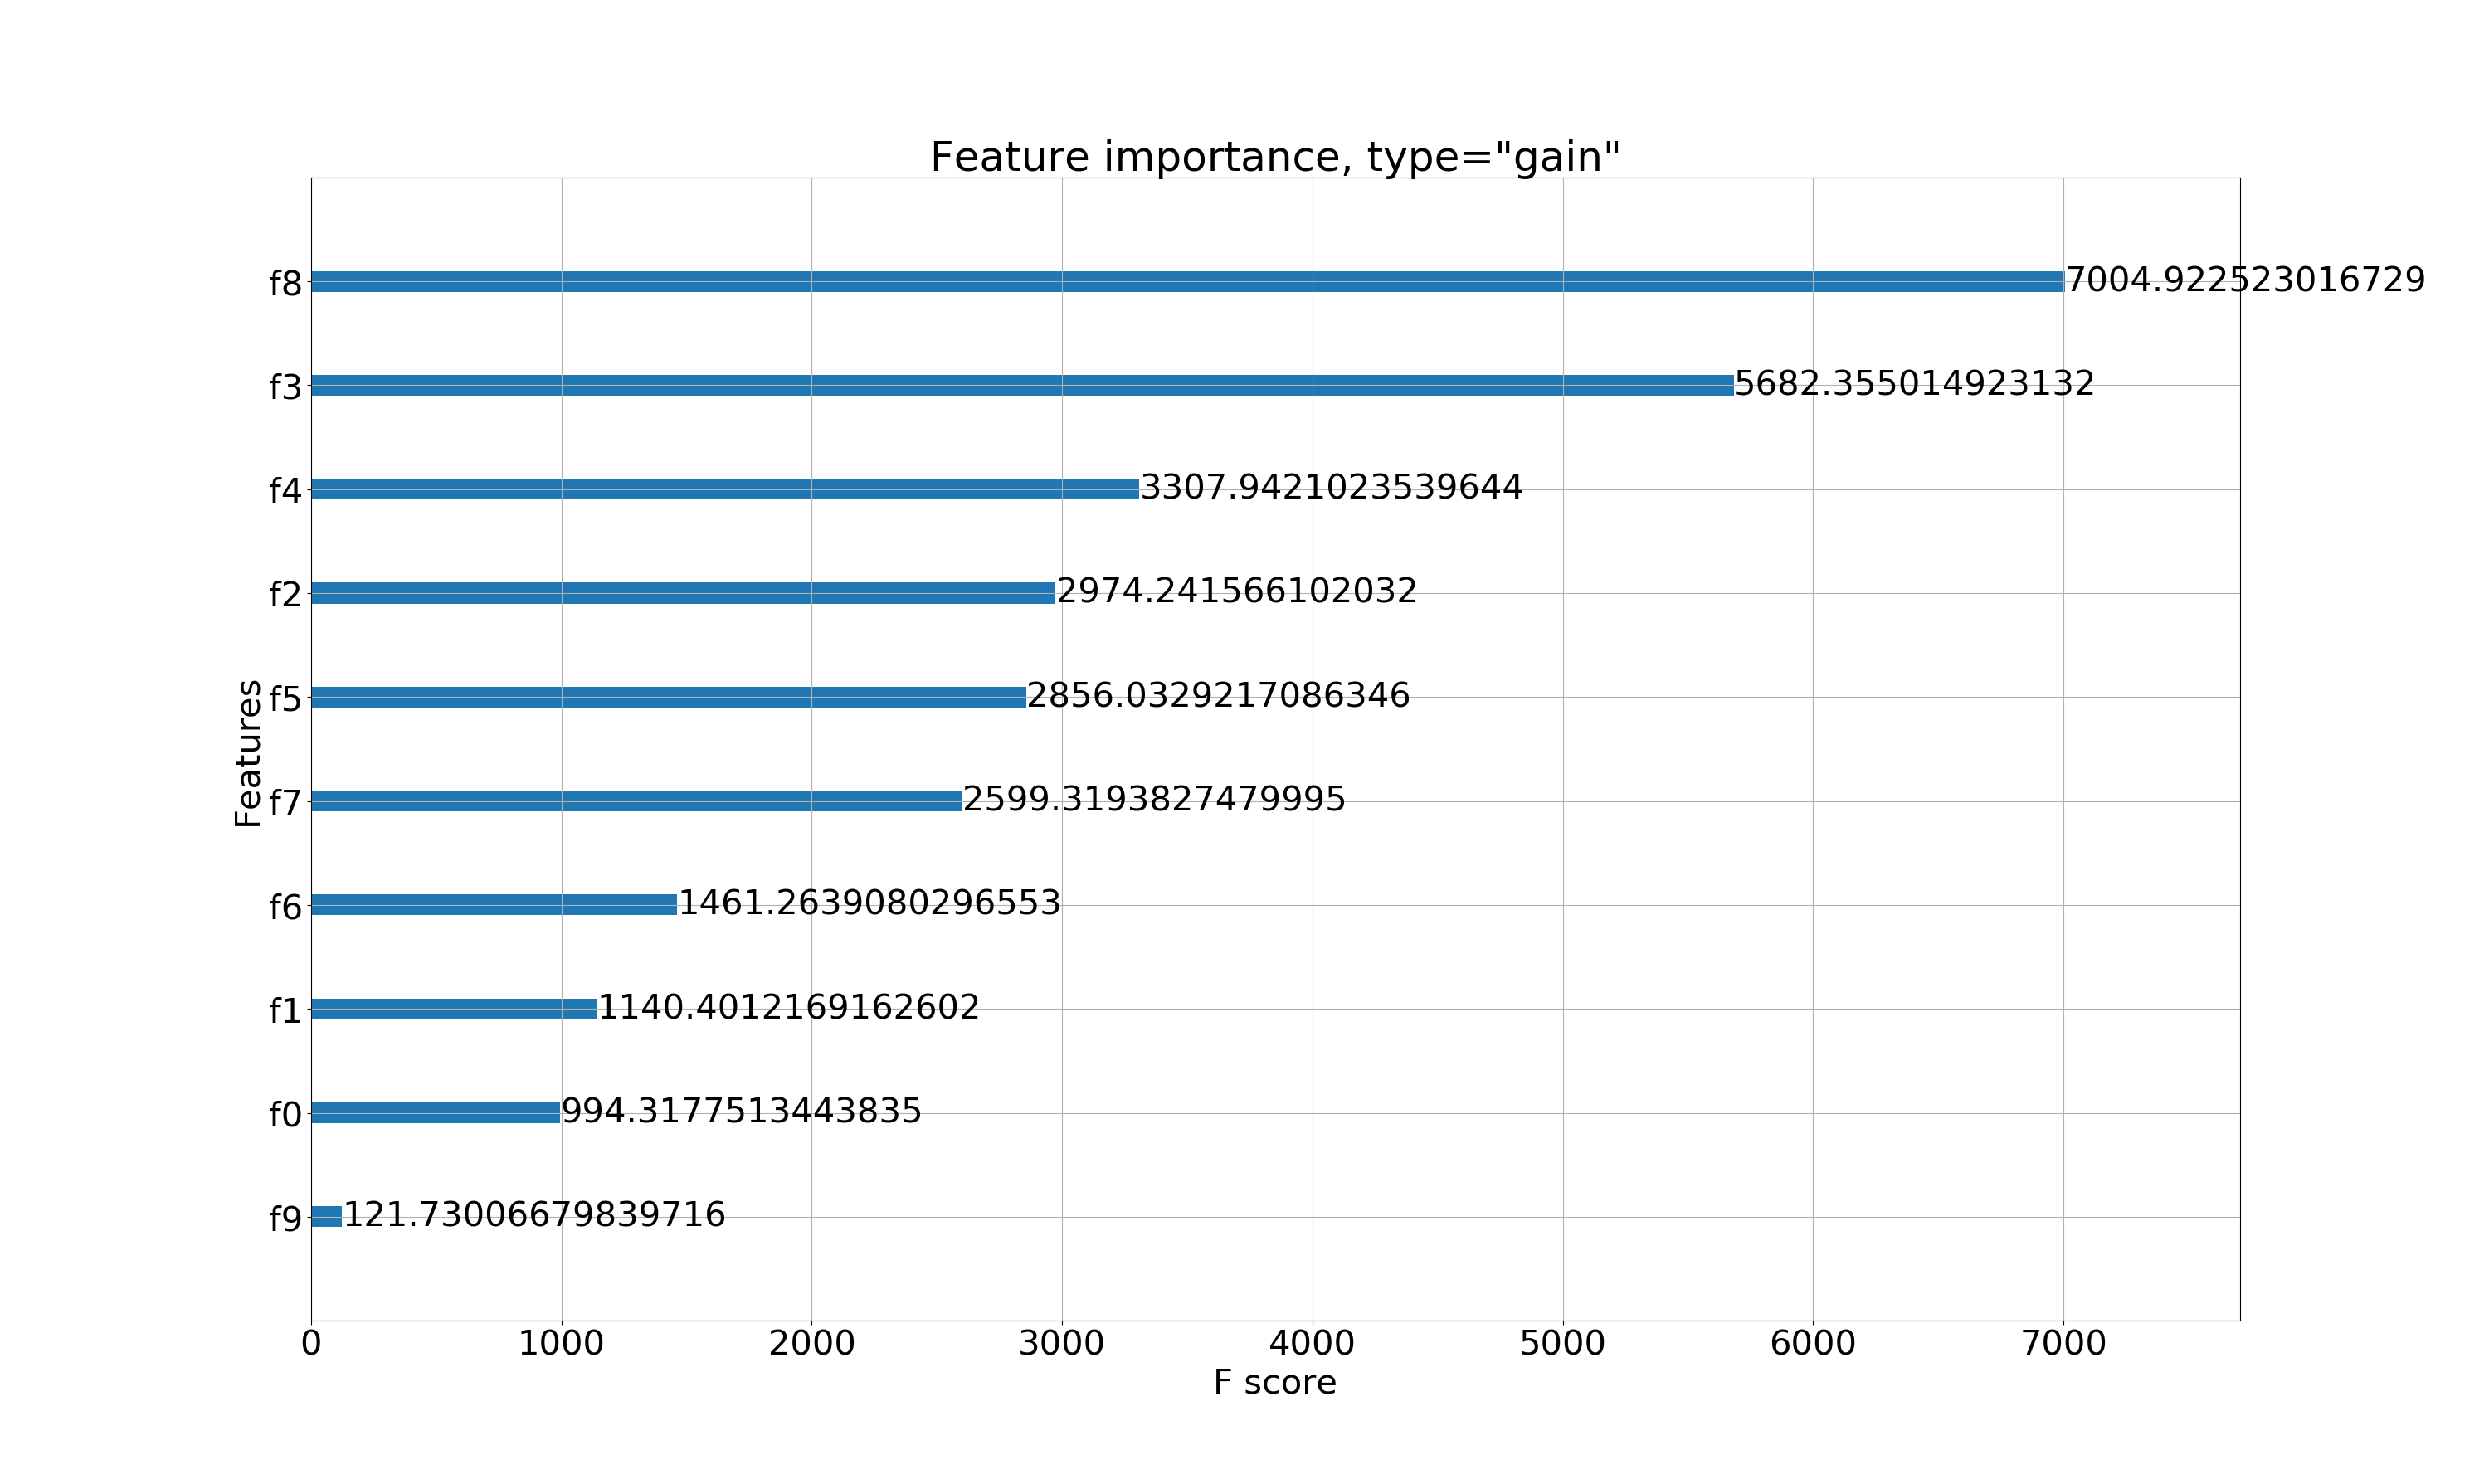 Feature importance, type="gain"
f8 7004.922523016729
f3 5682.355014923132
f4 3307.9421023539644
f2 2974.241566102032
f5 2856.0329217086346
f7 2599.3193827479995
f6 1461.2639080296553
f1 1140.4012169162602
f0 994.3177513443835
f9 121.73006679839716
Features
0 1000 2000 3000 4000 5000 6000 7000
F score